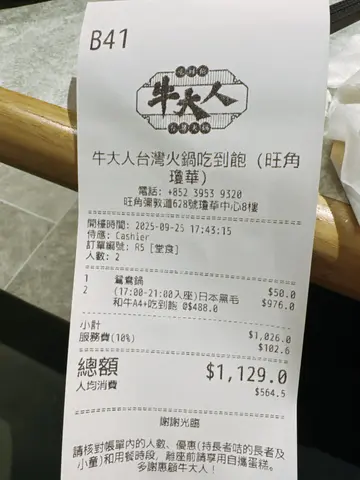 B41
牛大人
台灣火鍋
牛大人台灣火鍋吃到飽 (旺角
瓊華)
電話: +852 3953 9320
旺角彌敦道628號瓊華中心8樓
開檯時間: 2025-09-25 17:43:15
侍應: Cashier
訂單編號: R5 [堂食]
人數: 2
1 鴛鴦鍋 $50.0
2 (17:00-21:00入座)日本黑毛 $976.0
和牛A4+吃到飽 @$488.0
小計 $1,026.0
服務費(10%) $102.6
總額 $1,129.0
人均消費 $564.5
謝謝光臨
請核對帳單內的人數、優惠(持長者咭的長者及
小童)和用餐時段，離座前請享用自攜蛋糕。
多謝惠顧牛大人！